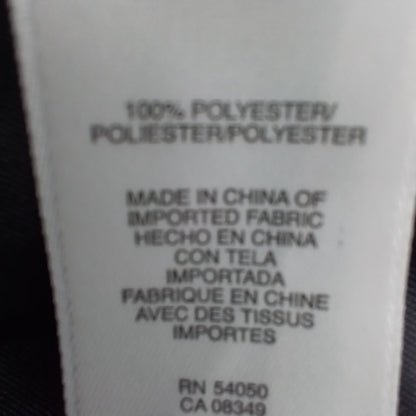 100% POLYESTER/
POLIESTER/POLYESTER
MADE IN CHINA OF
IMPORTED FABRIC
HECHO EN CHINA
CON TELA
IMPORTADA
FABRIQUE EN CHINE
AVEC DES TISSUS
IMPORTES
RN 54050
CA 08349